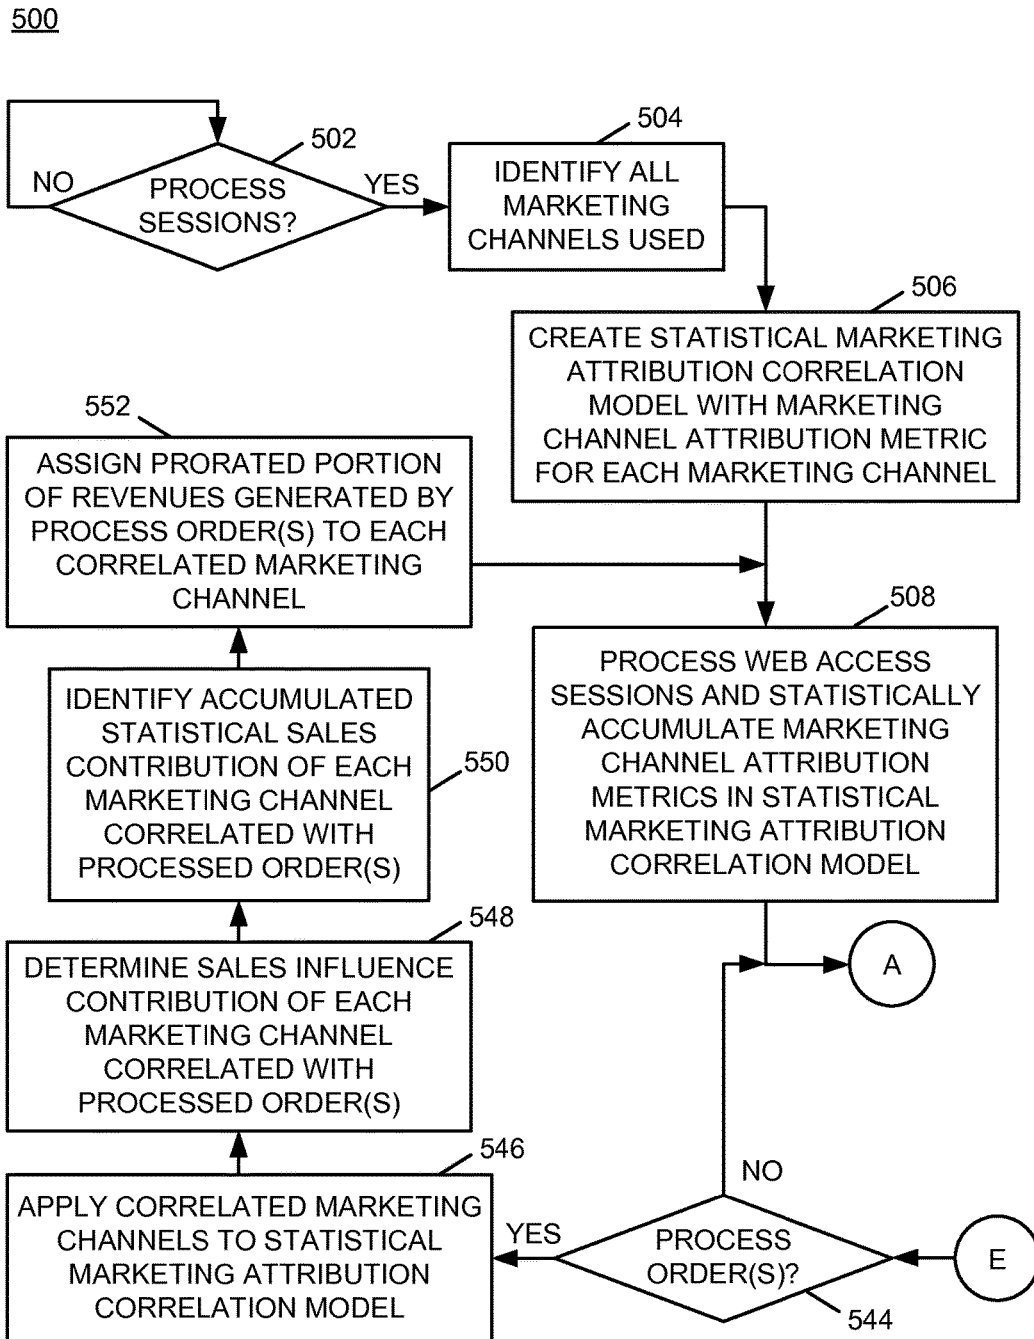 500
502
NO
PROCESS
SESSIONS?
YES
504
IDENTIFY ALL
MARKETING
CHANNELS USED
506
CREATE STATISTICAL MARKETING
ATTRIBUTION CORRELATION
MODEL WITH MARKETING
CHANNEL ATTRIBUTION METRIC
FOR EACH MARKETING CHANNEL
552
ASSIGN PRORATED PORTION
OF REVENUES GENERATED BY
PROCESS ORDER(S) TO EACH
CORRELATED MARKETING
CHANNEL
508
PROCESS WEB ACCESS
SESSIONS AND STATISTICALLY
ACCUMULATE MARKETING
CHANNEL ATTRIBUTION
METRICS IN STATISTICAL
MARKETING ATTRIBUTION
CORRELATION MODEL
IDENTIFY ACCUMULATED
STATISTICAL SALES
CONTRIBUTION OF EACH
MARKETING CHANNEL
CORRELATED WITH
PROCESSED ORDER(S)
550
548
DETERMINE SALES INFLUENCE
CONTRIBUTION OF EACH
MARKETING CHANNEL
CORRELATED WITH
PROCESSED ORDER(S)
A
546
APPLY CORRELATED MARKETING
CHANNELS TO STATISTICAL
MARKETING ATTRIBUTION
CORRELATION MODEL
YES
NO
PROCESS
ORDER(S)?
544
E